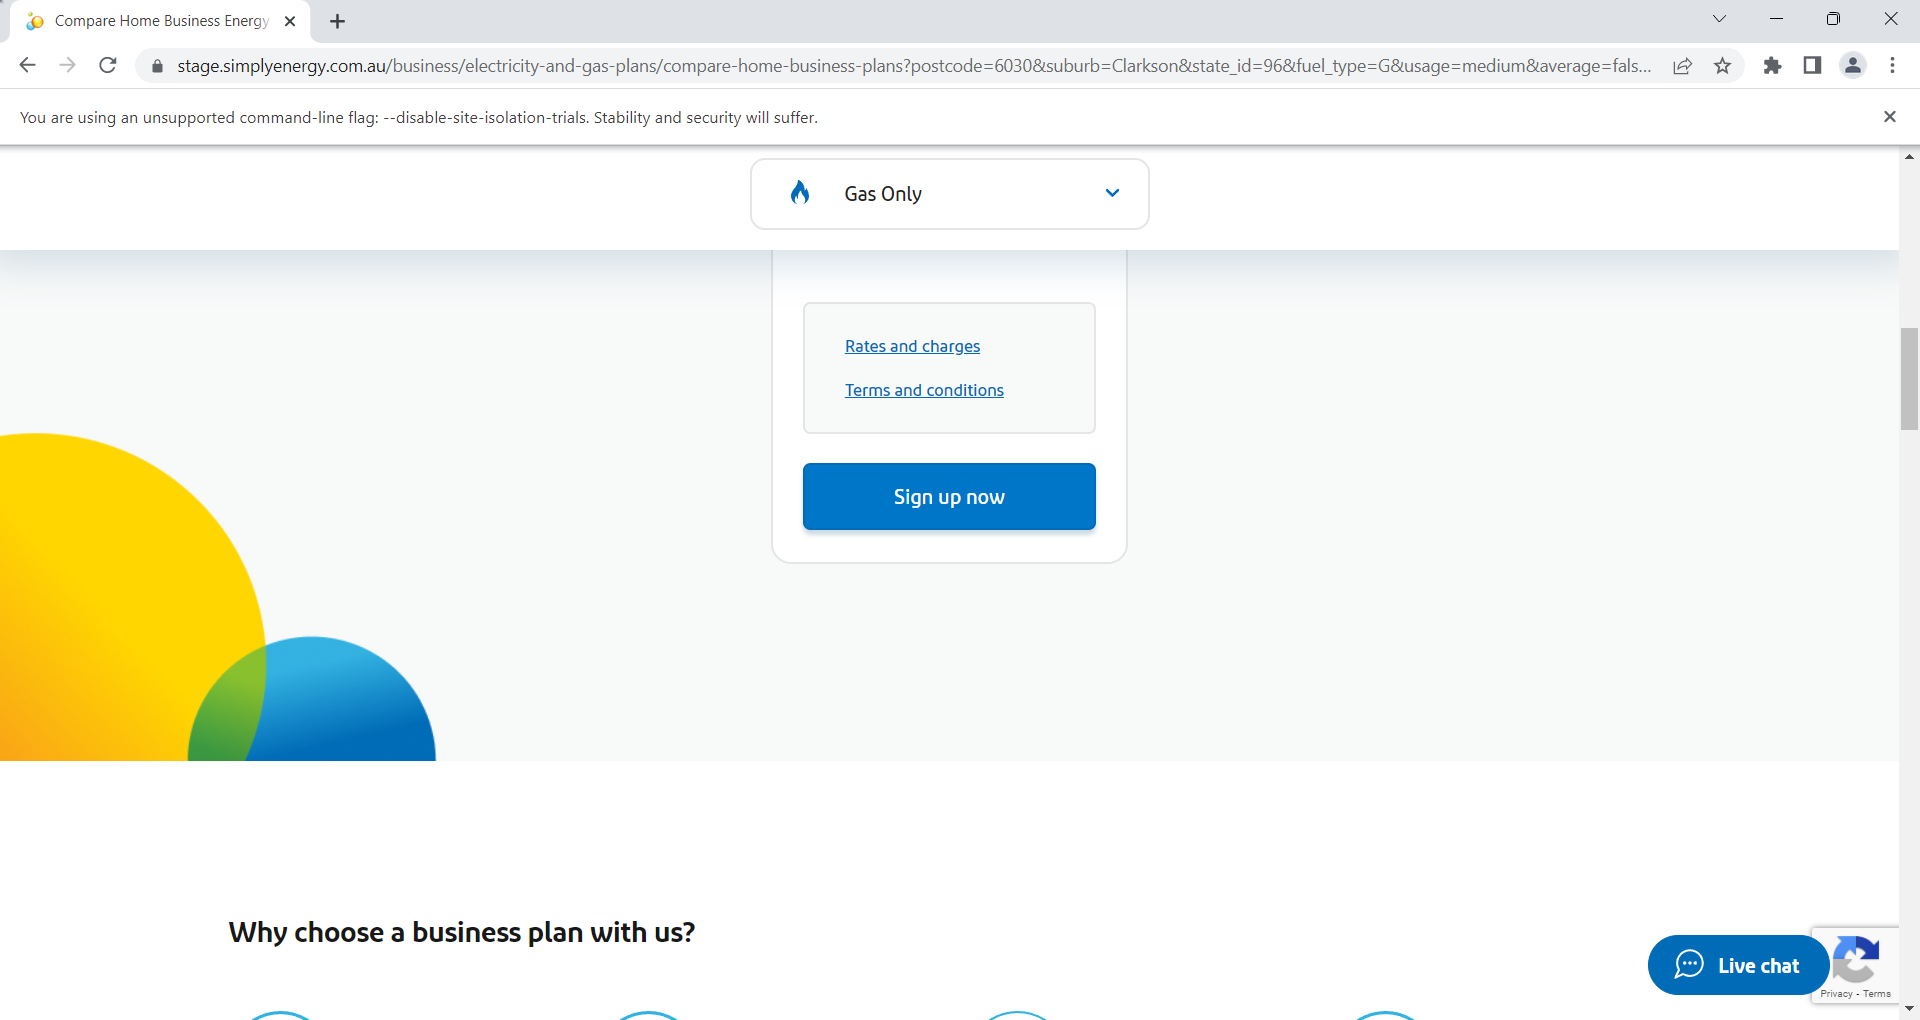 Compare Home Business Energy
stage.simplyenergy.com.au/business/electricity-and-gas-plans/compare-home-business-plans?postcode=6030&suburb=Clarkson&state_id=96&fuel_type=G&usage=medium&average=fals...
You are using an unsupported command-line flag: --disable-site-isolation-trials. Stability and security will suffer.
Gas Only
Rates and charges
Terms and conditions
Sign up now
Why choose a business plan with us?
Live chat
Privacy - Terms